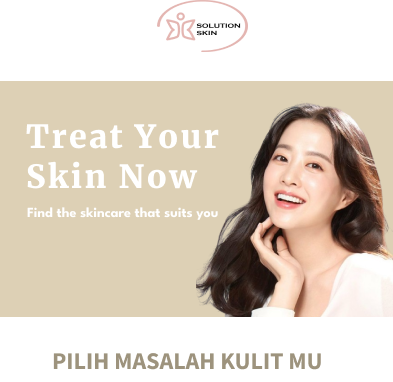 SOLUTION
SKIN
Treat Your
Skin Now
Find the skincare that suits you
PILIH MASALAH KULIT MU